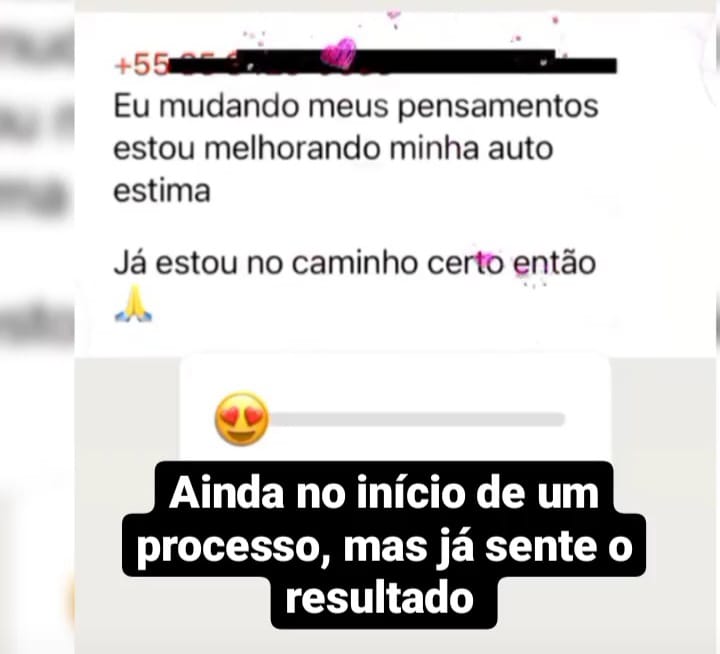 +55
Eu mudando meus pensamentos
estou melhorando minha auto
estima
Já estou no caminho certo então
Ainda no início de um
processo, mas já sente o
resultado